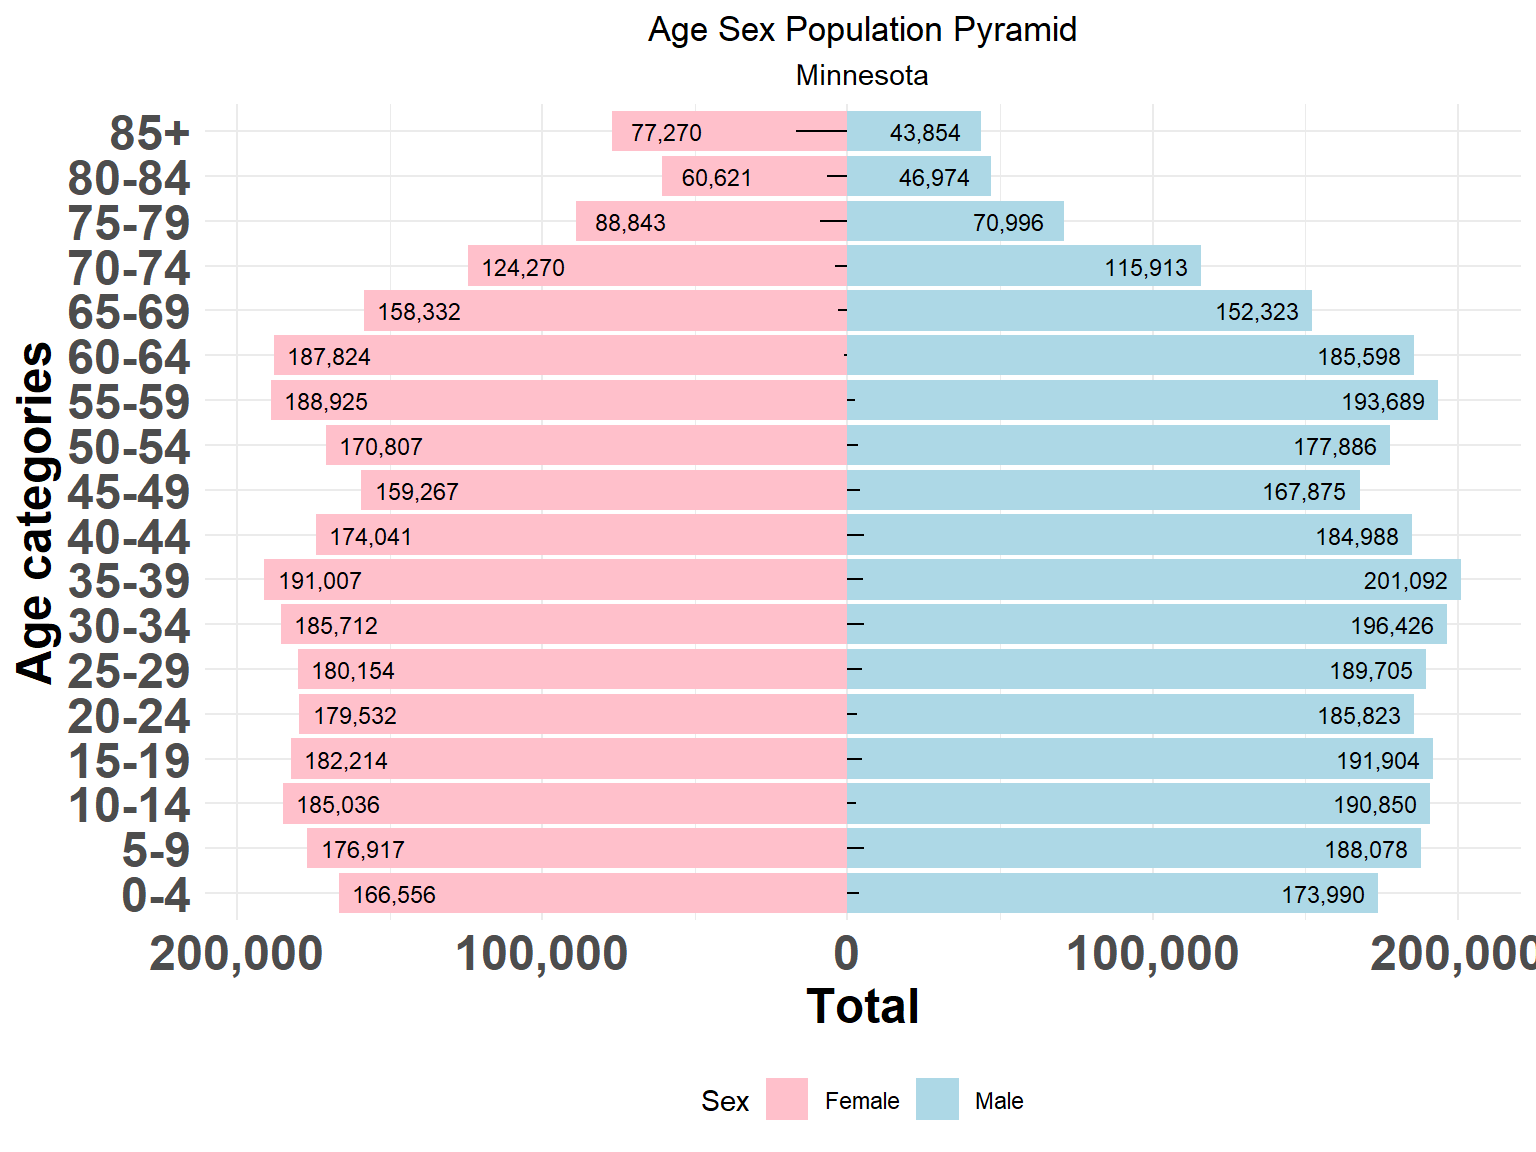 Age Sex Population Pyramid
Minnesota
Age categories
85+ 77,270 43,854
80-84 60,621 46,974
75-79 88,843 70,996
70-74 124,270 115,913
65-69 158,332 152,323
60-64 187,824 185,598
55-59 188,925 193,689
50-54 170,807 177,886
45-49 159,267 167,875
40-44 174,041 184,988
35-39 191,007 201,092
30-34 185,712 196,426
25-29 180,154 189,705
20-24 179,532 185,823
15-19 182,214 191,904
10-14 185,036 190,850
5-9 176,917 188,078
0-4 166,556 173,990
200,000 100,000 0 100,000 200,000
Total
Sex Female Male